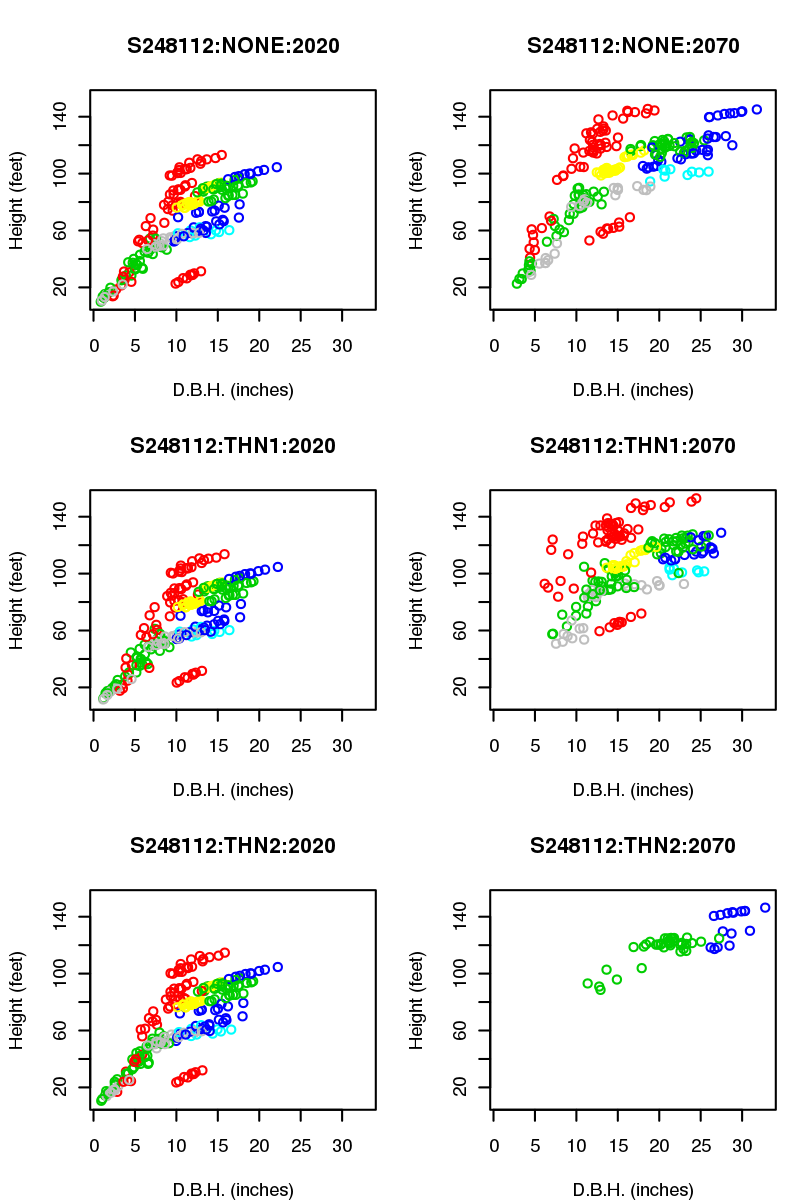 S248112:NONE:2020
S248112:NONE:2070
Height (feet)
20 60 100 140
0 5 10 15 20 25 30
D.B.H. (inches)
Height (feet)
20 60 100 140
0 5 10 15 20 25 30
D.B.H. (inches)
S248112:THN1:2020
S248112:THN1:2070
Height (feet)
20 60 100 140
0 5 10 15 20 25 30
D.B.H. (inches)
Height (feet)
20 60 100 140
0 5 10 15 20 25 30
D.B.H. (inches)
S248112:THN2:2020
S248112:THN2:2070
Height (feet)
20 60 100 140
0 5 10 15 20 25 30
D.B.H. (inches)
Height (feet)
20 60 100 140
0 5 10 15 20 25 30
D.B.H. (inches)